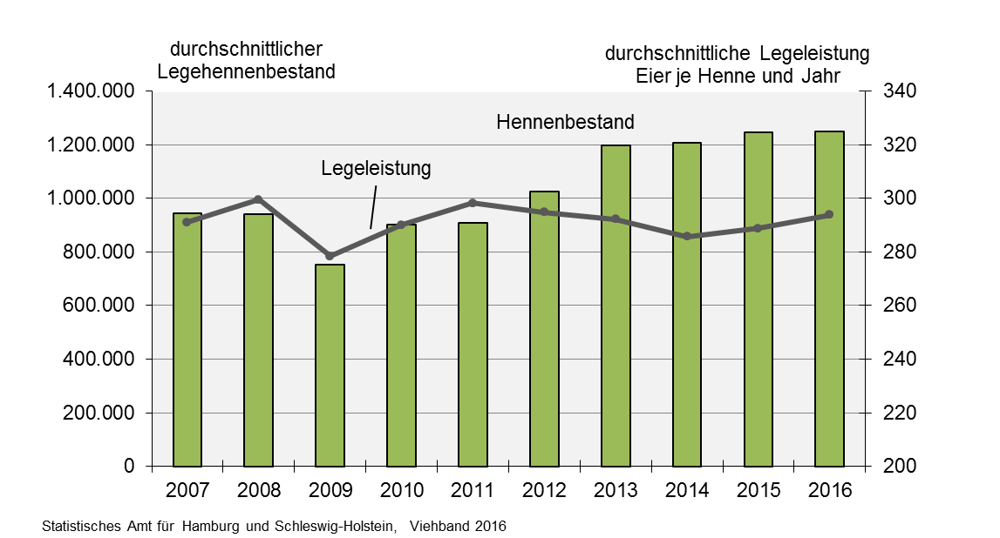 durchschnittlicher
Legehennenbestand
durchschnittliche Legeleistung
Eier je Henne und Jahr
1.400.000
1.200.000
1.000.000
800.000
600.000
400.000
200.000
0
Hennenbestand
Legeleistung
340
320
300
280
260
240
220
200
2007 2008 2009 2010 2011 2012 2013 2014 2015 2016
Statistisches Amt für Hamburg und Schleswig-Holstein, Viehband 2016